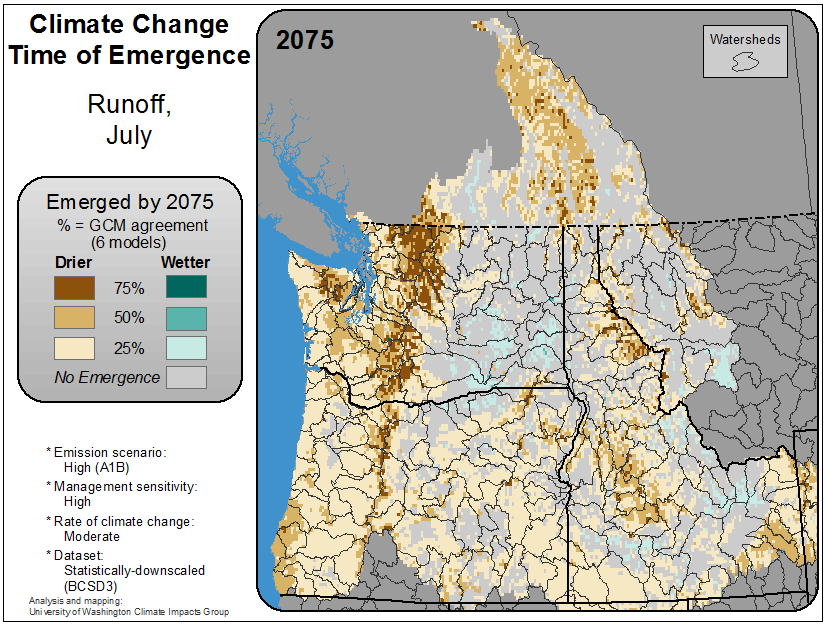 Climate Change
Time of Emergence
Runoff,
July
Emerged by 2075
% = GCM agreement
(6 models)
Drier Wetter
75%
50%
25%
No Emergence
* Emission scenario:
High (A1B)
* Management sensitivity:
High
* Rate of climate change:
Moderate
* Dataset:
Statistically-downscaled
(BCSD3)
Analysis and mapping:
University of Washington Climate Impacts Group
2075
Watersheds